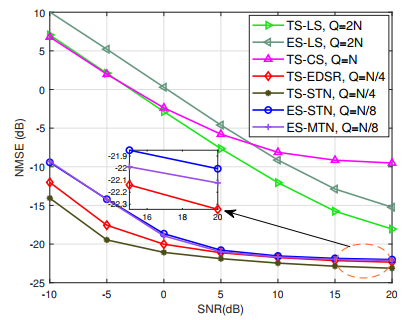 10
5
0
-5
-10
-15
-20
-25
NMSE (dB)
TS-LS, Q=2N
ES-LS, Q=2N
TS-CS, Q=N
TS-EDSR, Q=N/4
TS-STN, Q=N/4
ES-STN, Q=N/8
ES-MTN, Q=N/8
-21.9
-22
-22.1
-22.2
-22.3
16 18 20
-10 -5 0 5 10 15 20
SNR(dB)